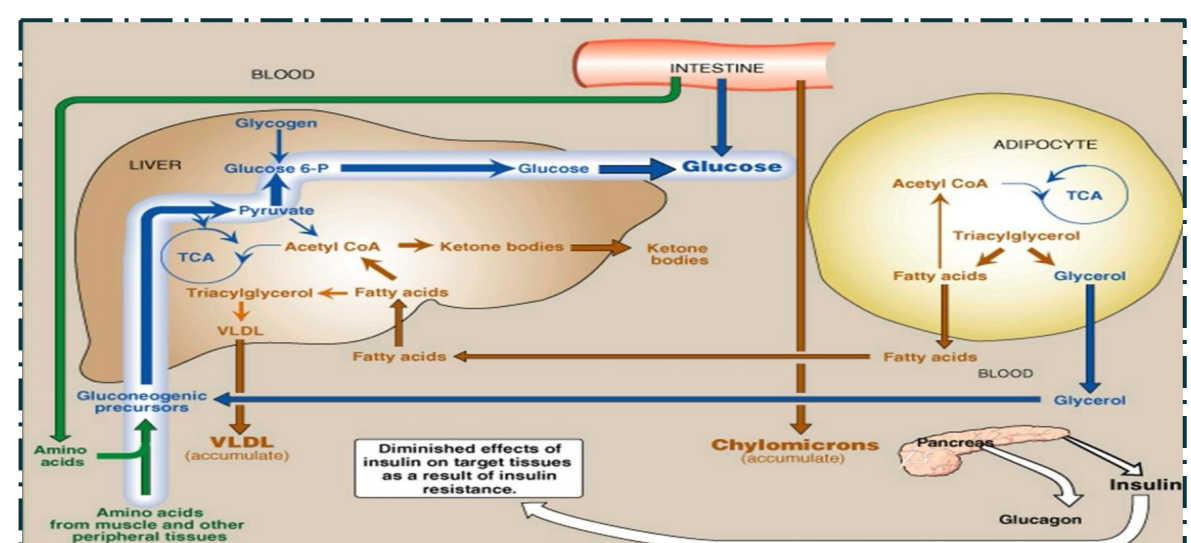 BLOOD
INTESTINE
Glycogen
LIVER
ADIPOCYTE
Glucose 6-P
Glucose
Glucose
Acetyl CoA
TCA
Pyruvate
Triacylglycerol
Acetyl CoA
Ketone bodies
Ketone
bodies
TCA
Fatty acids
Glycerol
Triacylglycerol
Fatty acids
VLDL
Fatty acids
Fatty acids
BLOOD
Gluconeogenic
precursors
Glycerol
Amino
acids
VLDL
(accumulate)
Diminished effects of
insulin on target tissues
as a result of insulin
resistance.
Chylomicrons
(accumulate)
Pancreas
Insulin
Glucagon
Amino acids
from muscle and other
peripheral tissues